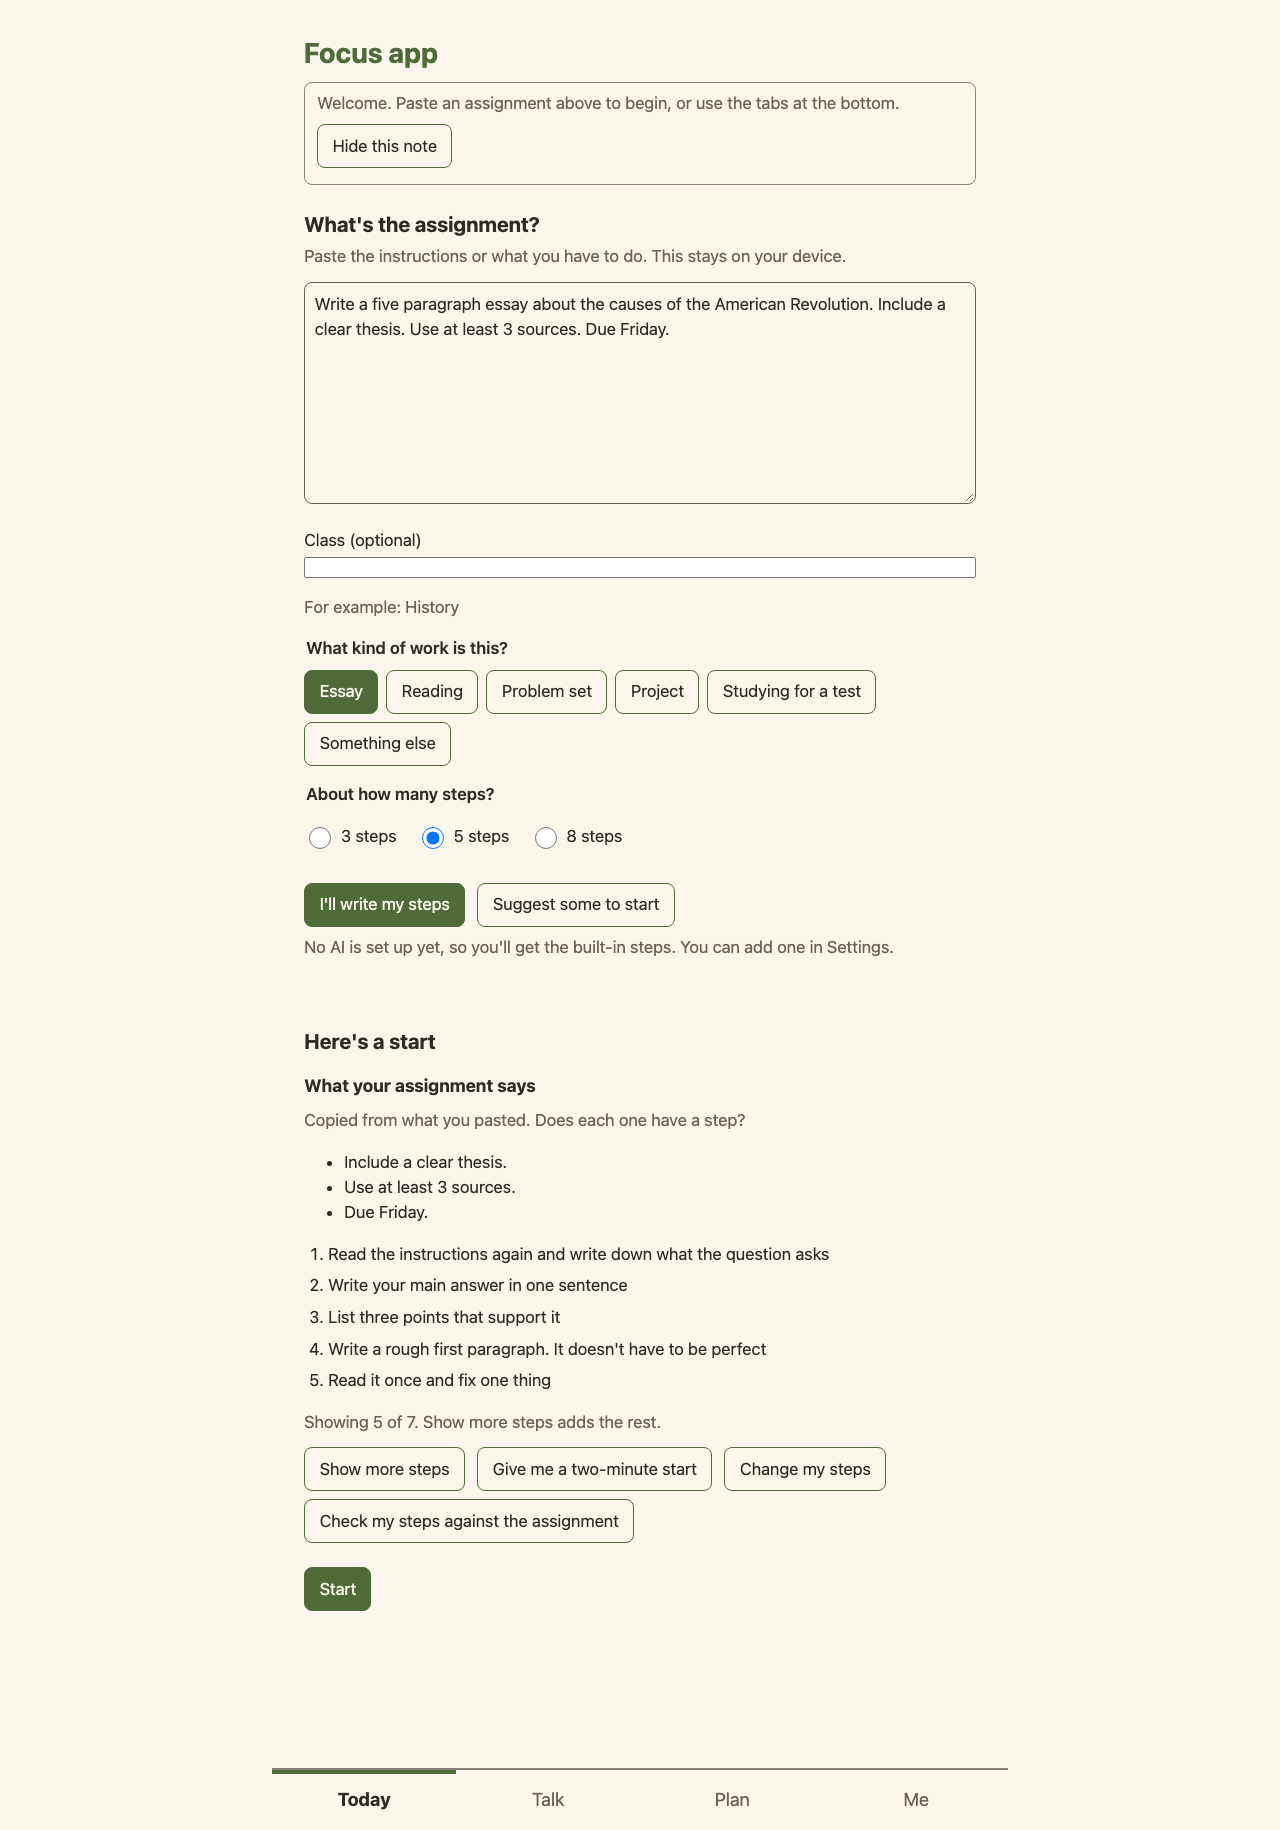 Focus app
Welcome. Paste an assignment above to begin, or use the tabs at the bottom.
Hide this note
What's the assignment?
Paste the instructions or what you have to do. This stays on your device.
Write a five paragraph essay about the causes of the American Revolution. Include a
clear thesis. Use at least 3 sources. Due Friday.
Class (optional)
For example: History
What kind of work is this?
Essay Reading Problem set Project Studying for a test
Something else
About how many steps?
3 steps 5 steps 8 steps
I'll write my steps Suggest some to start
No AI is set up yet, so you'll get the built-in steps. You can add one in Settings.
Here's a start
What your assignment says
Copied from what you pasted. Does each one have a step?
• Include a clear thesis.
• Use at least 3 sources.
• Due Friday.
1. Read the instructions again and write down what the question asks
2. Write your main answer in one sentence
3. List three points that support it
4. Write a rough first paragraph. It doesn't have to be perfect
5. Read it once and fix one thing
Showing 5 of 7. Show more steps adds the rest.
Show more steps Give me a two-minute start Change my steps
Check my steps against the assignment
Start
Today Talk Plan Me